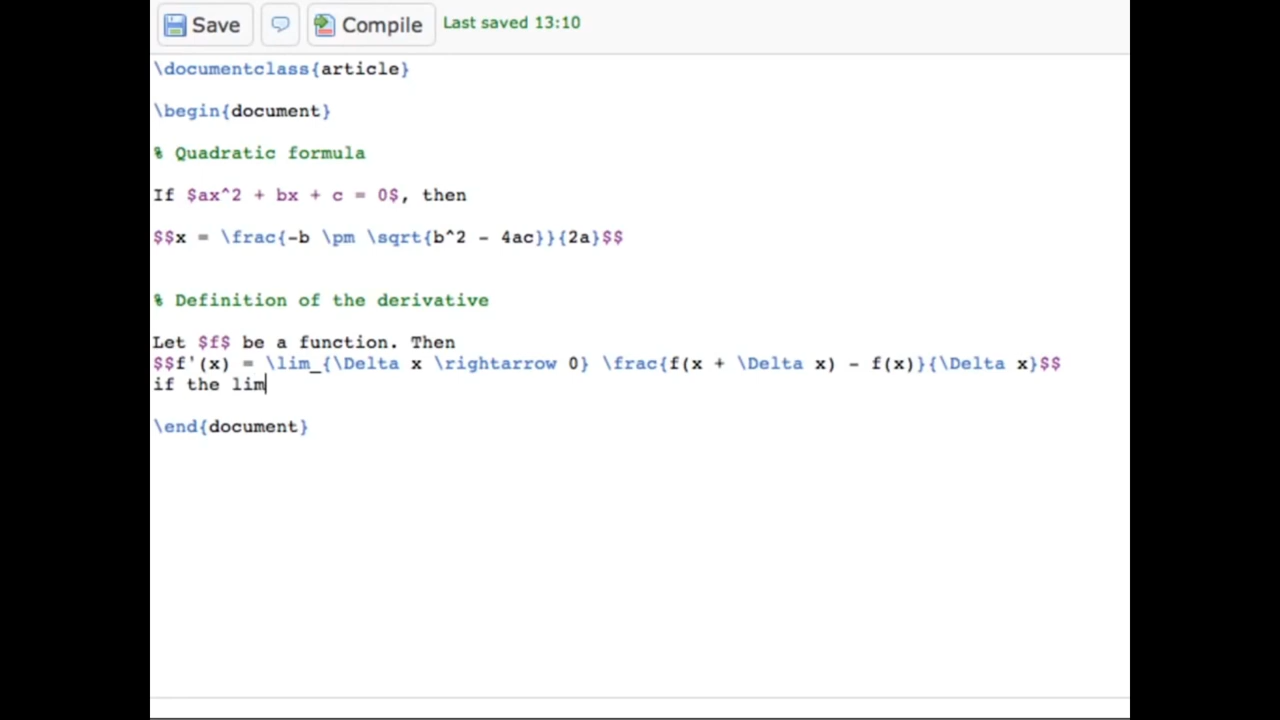 Save Compile Last saved 13:10
\documentclass{article}
\begin{document}
% Quadratic formula
If $ax^2 + bx + c = 0$, then
$$x = \frac{-b \pm \sqrt{b^2 - 4ac}}{2a}$$
% Definition of the derivative
Let $f$ be a function. Then
$$f'(x) = \lim_{\Delta x \rightarrow 0} \frac{f(x + \Delta x) - f(x)}{\Delta x}$$
if the lim
\end{document}